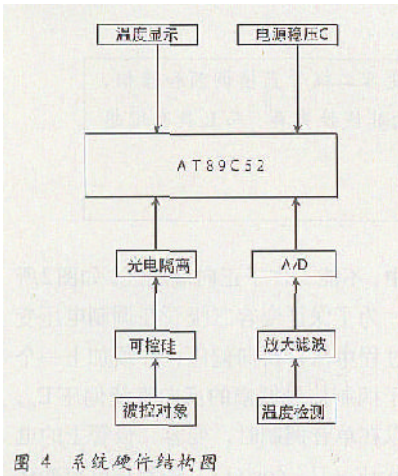 温度显示 电源稳压C
AT89C52
光电隔离 A/D
可控硅 放大滤波
被控对象 温度检测
图 4 系统硬件结构图